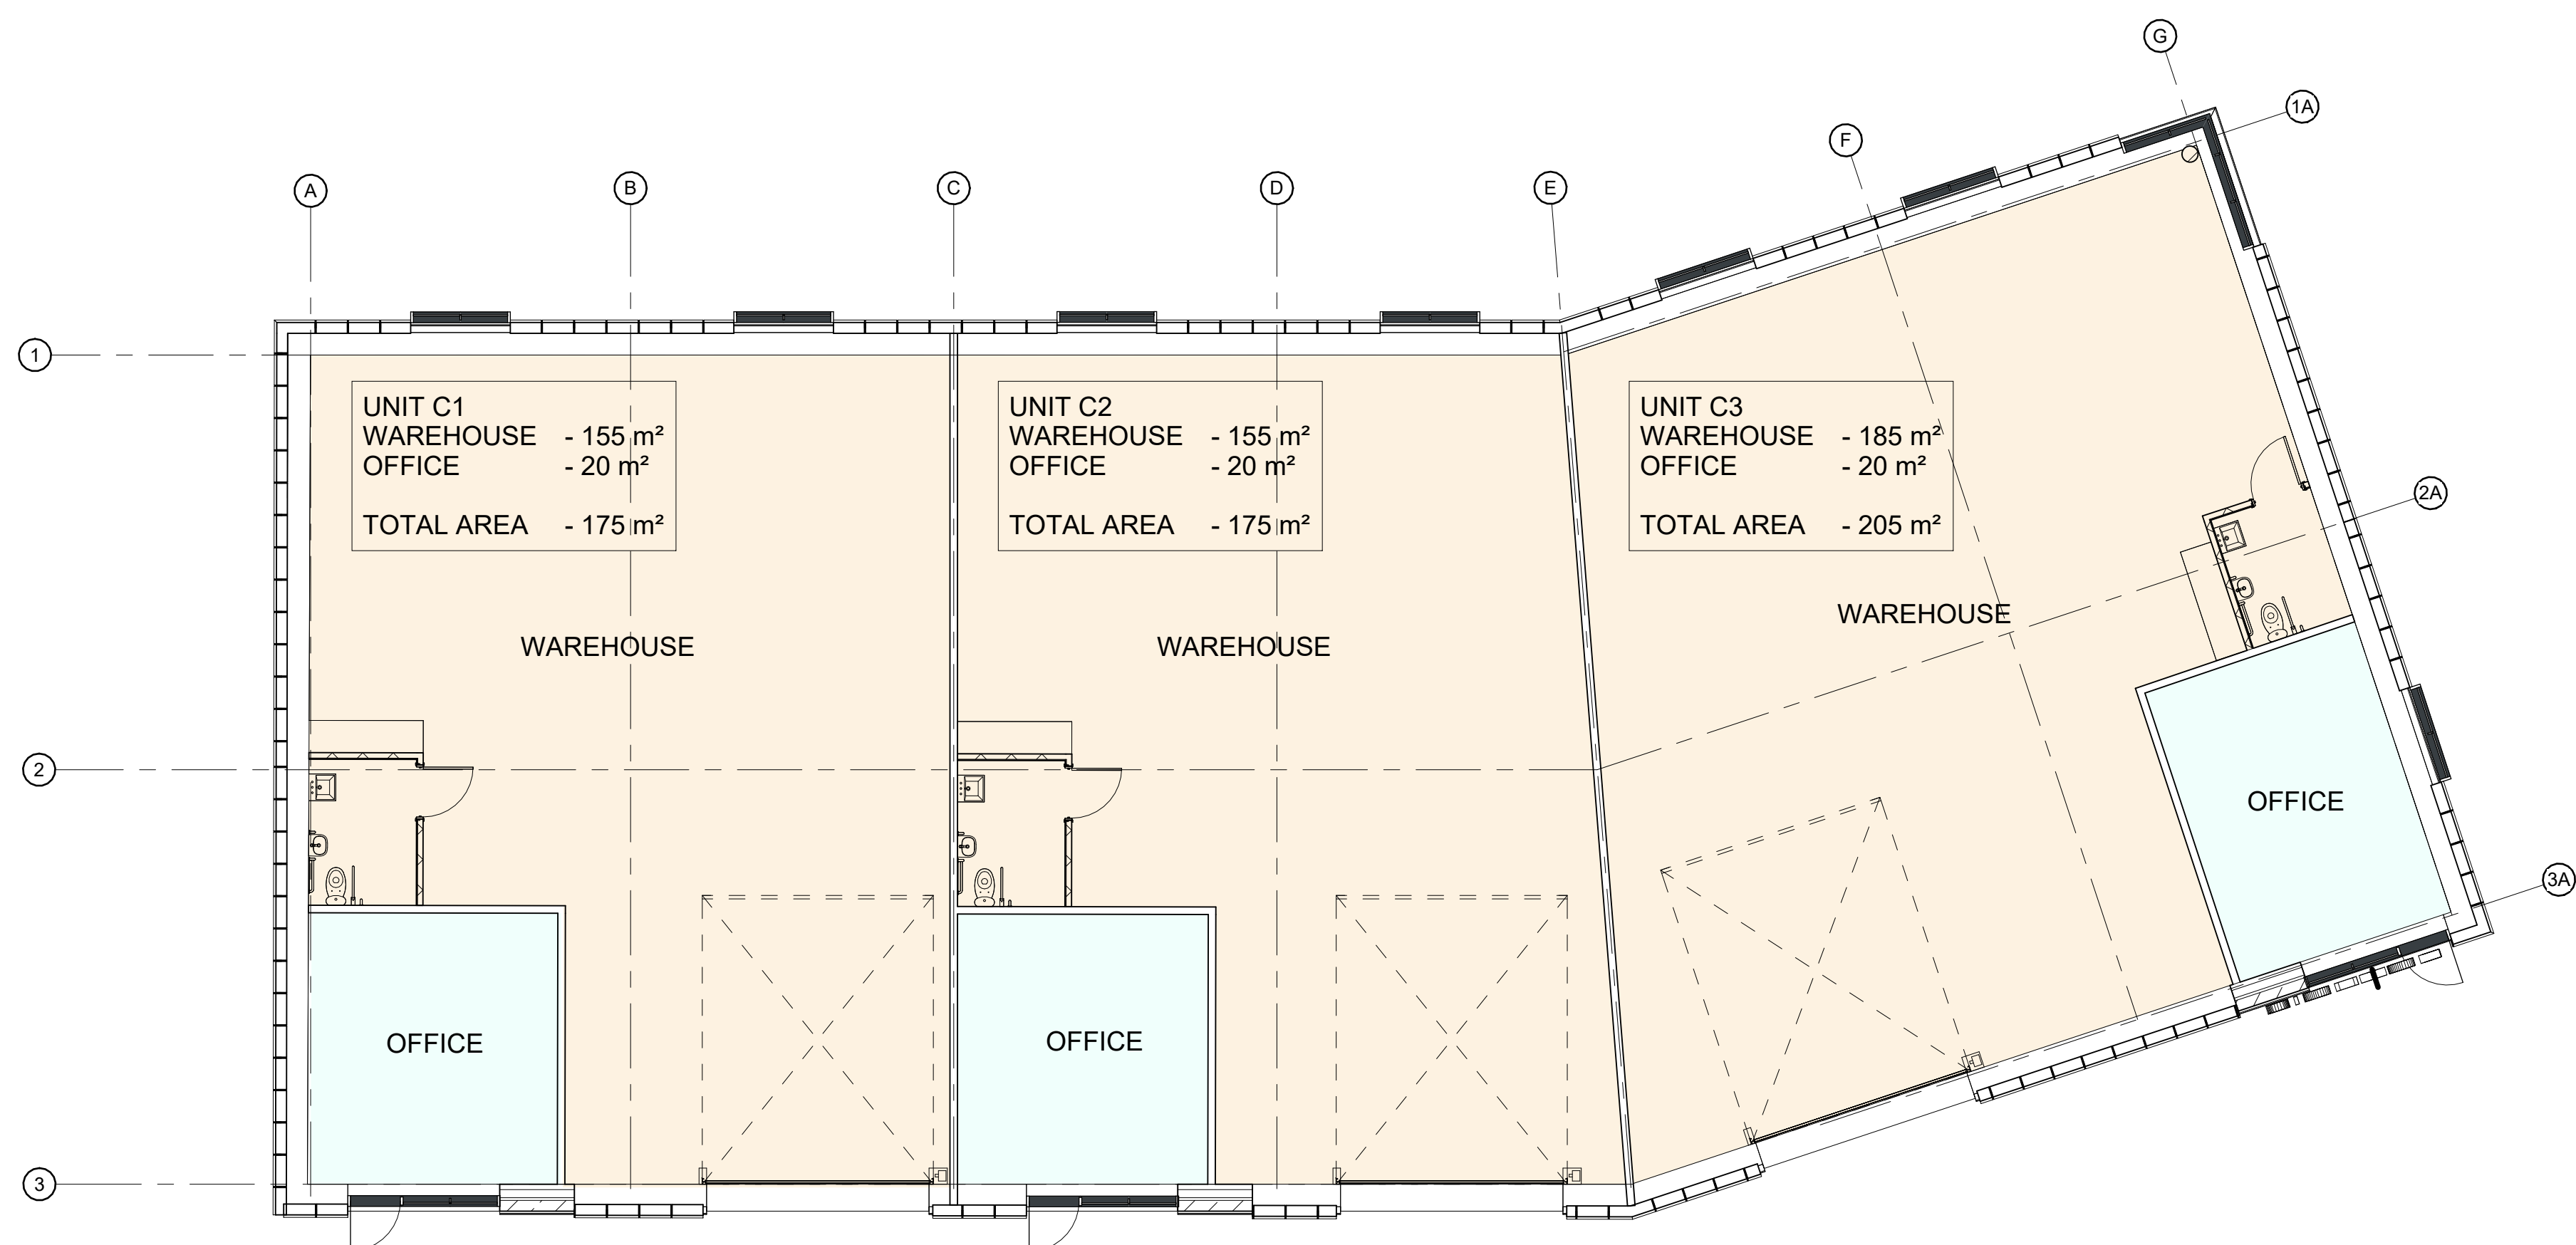 G
1A
F
A
B
C
D
E
1
UNIT C1
WAREHOUSE - 155 m²
OFFICE - 20 m²
TOTAL AREA - 175 m²
UNIT C2
WAREHOUSE - 155 m²
OFFICE - 20 m²
TOTAL AREA - 175 m²
UNIT C3
WAREHOUSE - 185 m²
OFFICE - 20 m²
TOTAL AREA - 205 m²
2A
WAREHOUSE
WAREHOUSE
WAREHOUSE
2
OFFICE
3A
OFFICE
OFFICE
3